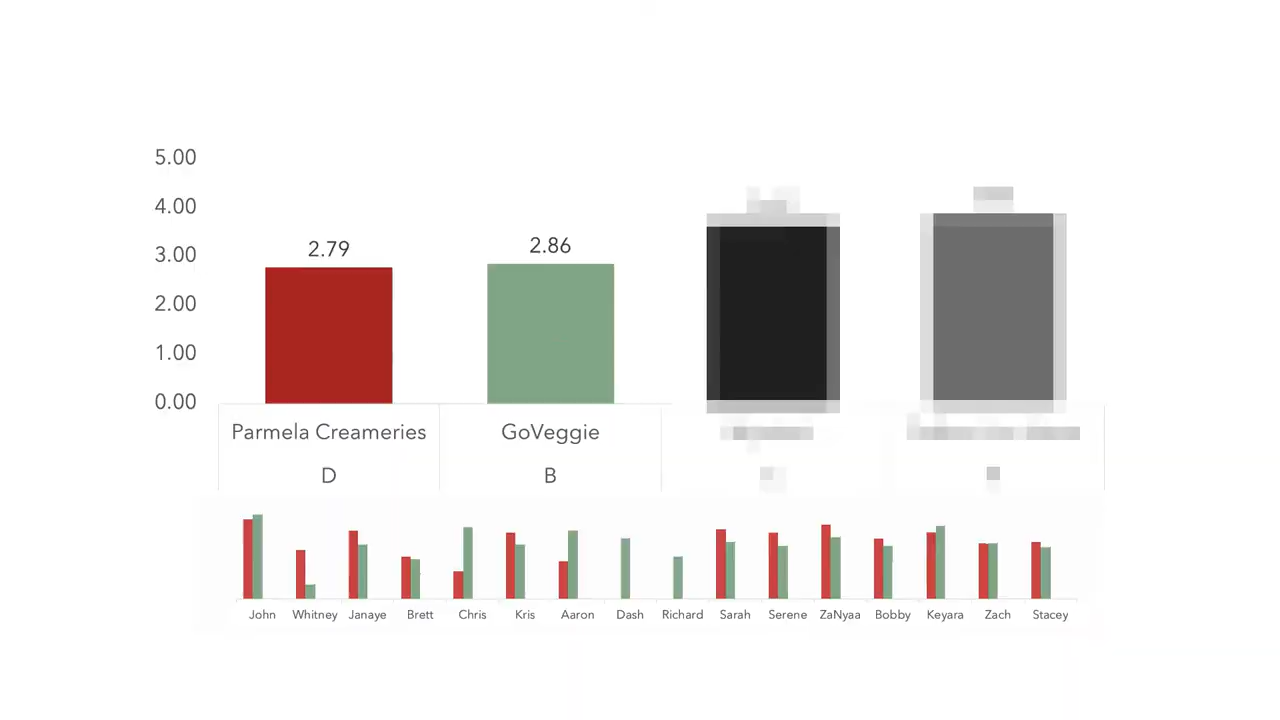 5.00
4.00
3.00
2.00
1.00
0.00
2.79
2.86
Parmela Creameries
GoVeggie
D
B
John Whitney Janaye Brett Chris Kris Aaron Dash Richard Sarah Serene ZaNyaa Bobby Keyara Zach Stacey